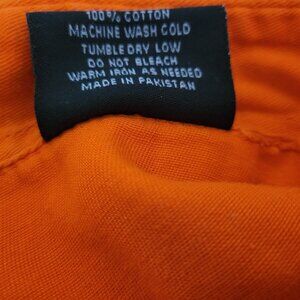 100% COTTON
MACHINE WASH COLD
TUMBLE DRY LOW
DO NOT BLEACH
WARM IRON AS NEEDED
MADE IN PAKISTAN